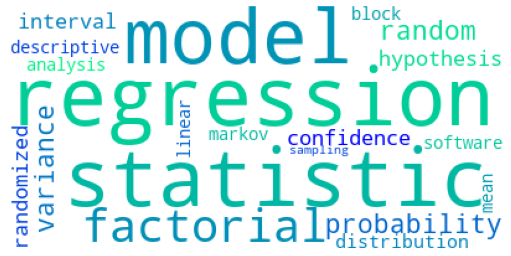 interval
model
block
random
descriptive
hypothesis
analysis
regression
randomized
variance
linear
markov
confidence
software
sampling
statistic
mean
factorial
probability
distribution